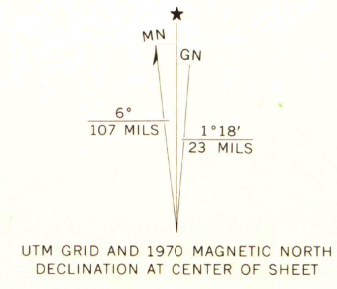 ★
MN
GN
6°
107 MILS
1°18′
23 MILS
UTM GRID AND 1970 MAGNETIC NORTH
DECLINATION AT CENTER OF SHEET